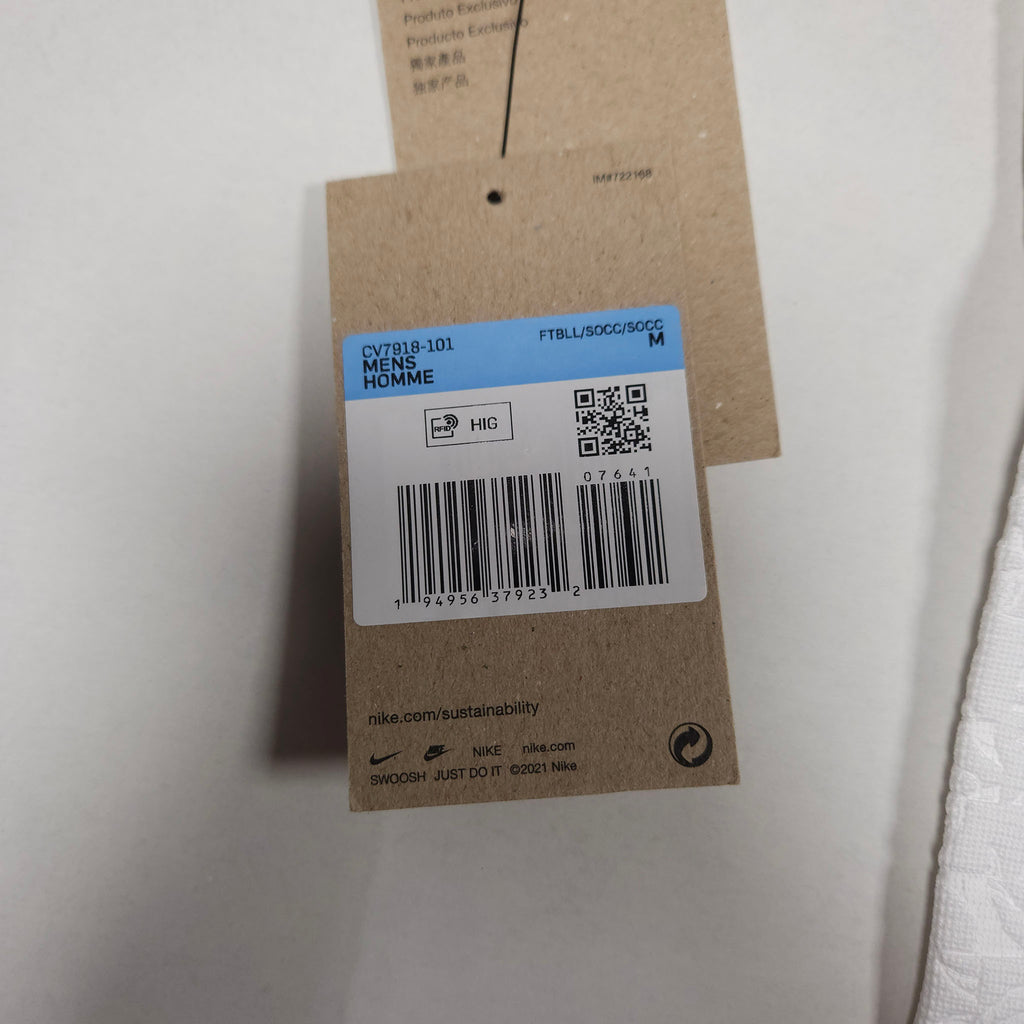 Produto Exclusivo
Producto Exclusivo
獨家產品
独家产品
IM#722168
CV7918-101
FTBLL/SOCC/SOCC
MENS
M
HOMME
RFID HIG
07641
1 94956 37923 2
nike.com/sustainability
NIKE nike.com
SWOOSH JUST DO IT ©2021 Nike